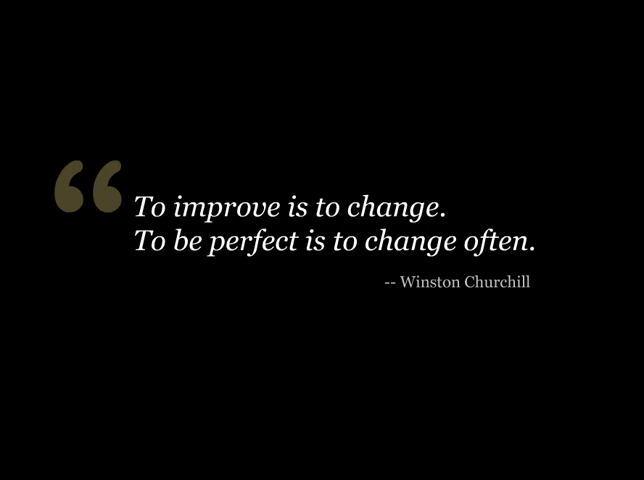 “
To improve is to change.
To be perfect is to change often.
-- Winston Churchill